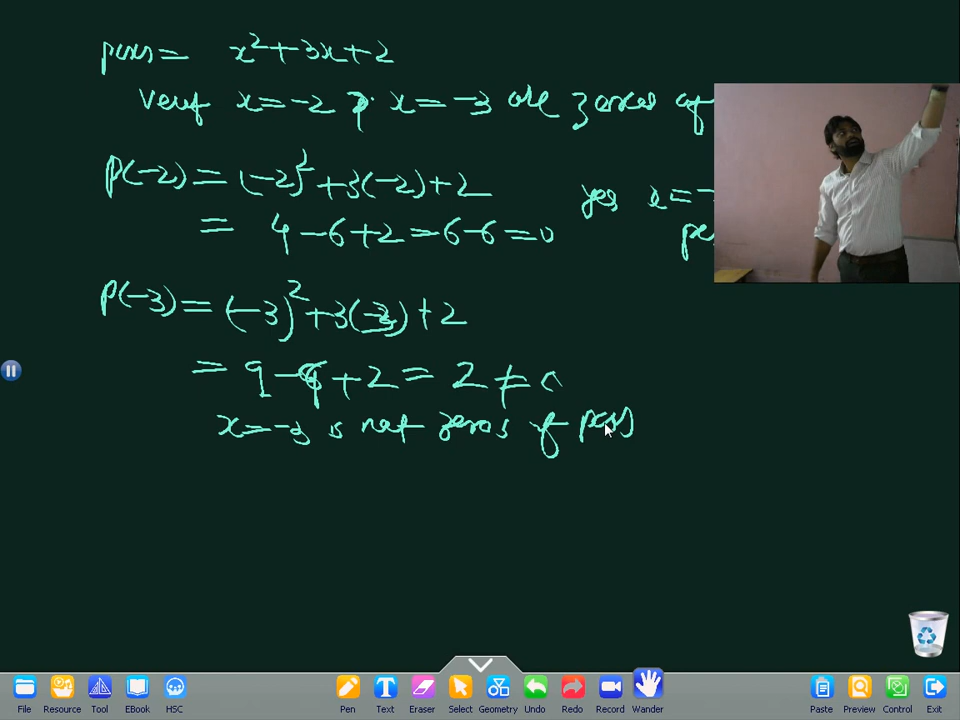 p(x) = x²+3x+2
verify x=-2 & x=-3 are zeroes of
p(-2) = (-2)²+3(-2)+2
yes x=-
= 4-6+2=6-6=0
p(-3) = (-3)²+3(-3)+2
= 9-9+2=2≠0
x=-3 is not zeros of p(x)
File Resource Tool EBook HSC Pen Text Eraser Select Geometry Undo Redo Record Wander Paste Preview Control Exit